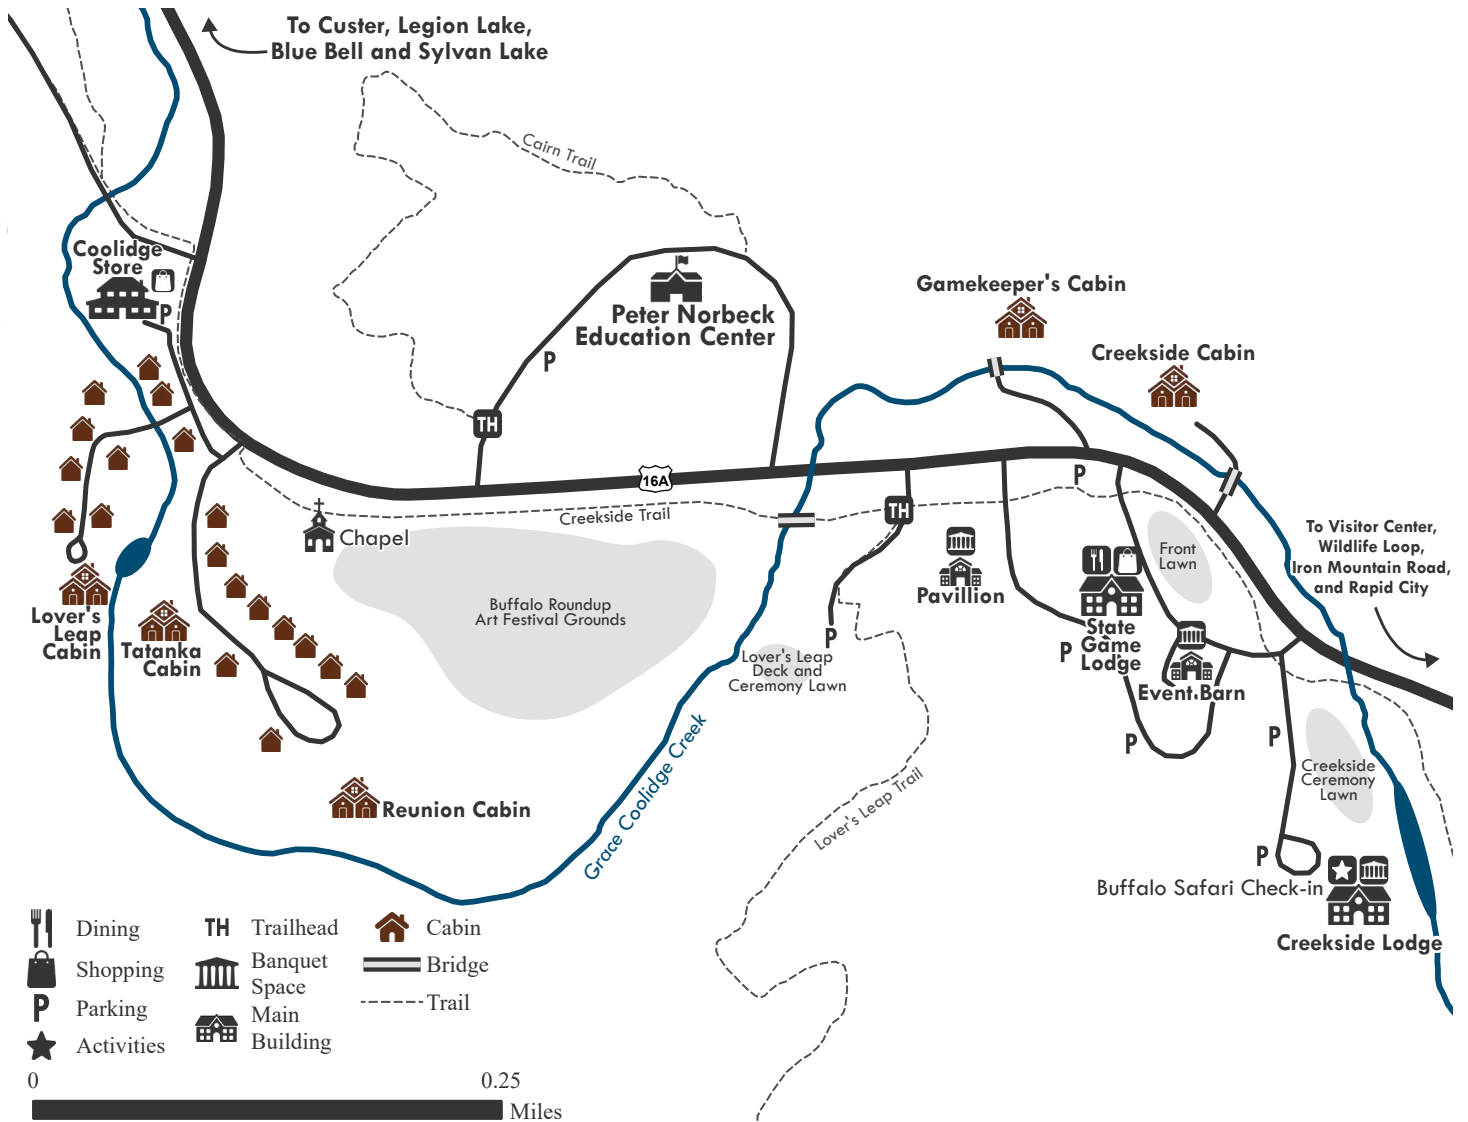 To Custer, Legion Lake,
Blue Bell and Sylvan Lake
Cairn Trail
Coolidge
Store
P
Peter Norbeck
Education Center
P
TH
Gamekeeper's Cabin
Creekside Cabin
16A
P
Creekside Trail
Chapel
TH
To Visitor Center,
Wildlife Loop,
Iron Mountain Road,
and Rapid City
Front
Lawn
Pavillion
Buffalo Roundup
Art Festival Grounds
Lover's
Leap
Cabin
Tatanka
Cabin
P
State
Game
Lodge
P
Lover's Leap
Deck and
Ceremony Lawn
Event Barn
P
P
Grace Coolidge Creek
Lover's Leap Trail
Creekside
Ceremony
Lawn
Reunion Cabin
P
Buffalo Safari Check-in
Creekside Lodge
Dining
Shopping
P Parking
Activities
TH Trailhead
Banquet
Space
Main
Building
Cabin
Bridge
Trail
0 0.25
Miles